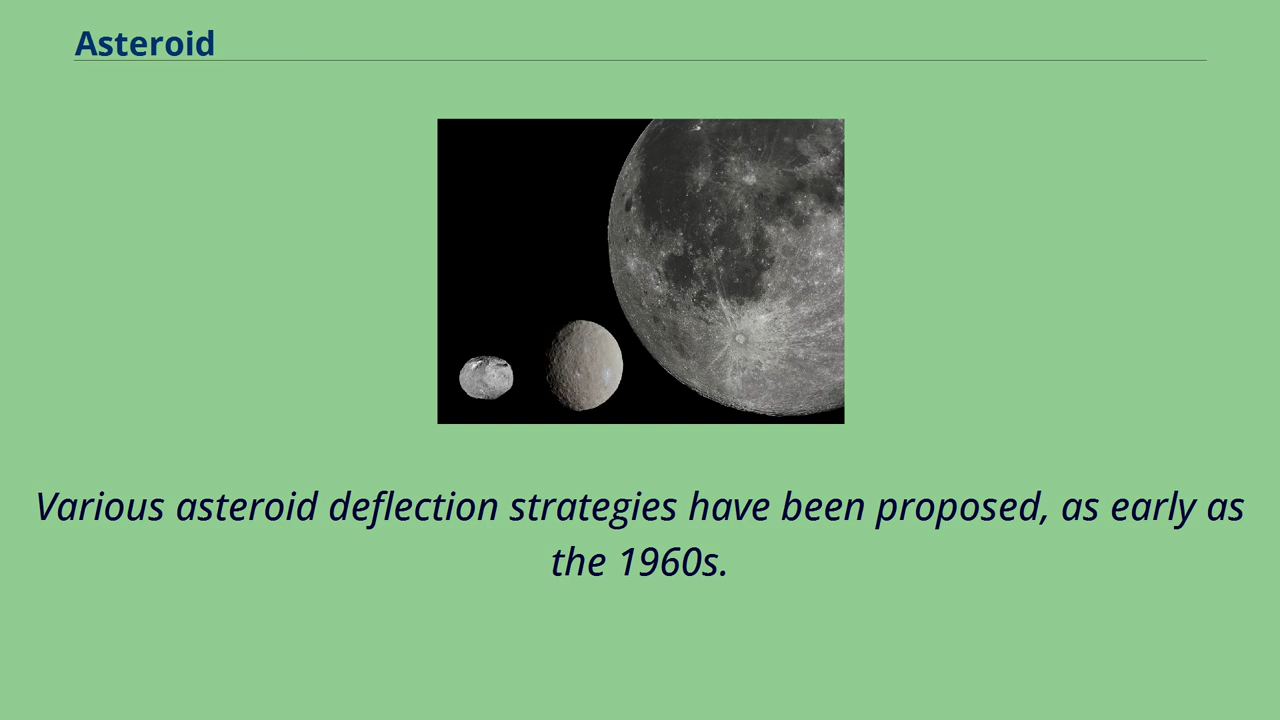 Asteroid
Various asteroid deflection strategies have been proposed, as early as
the 1960s.